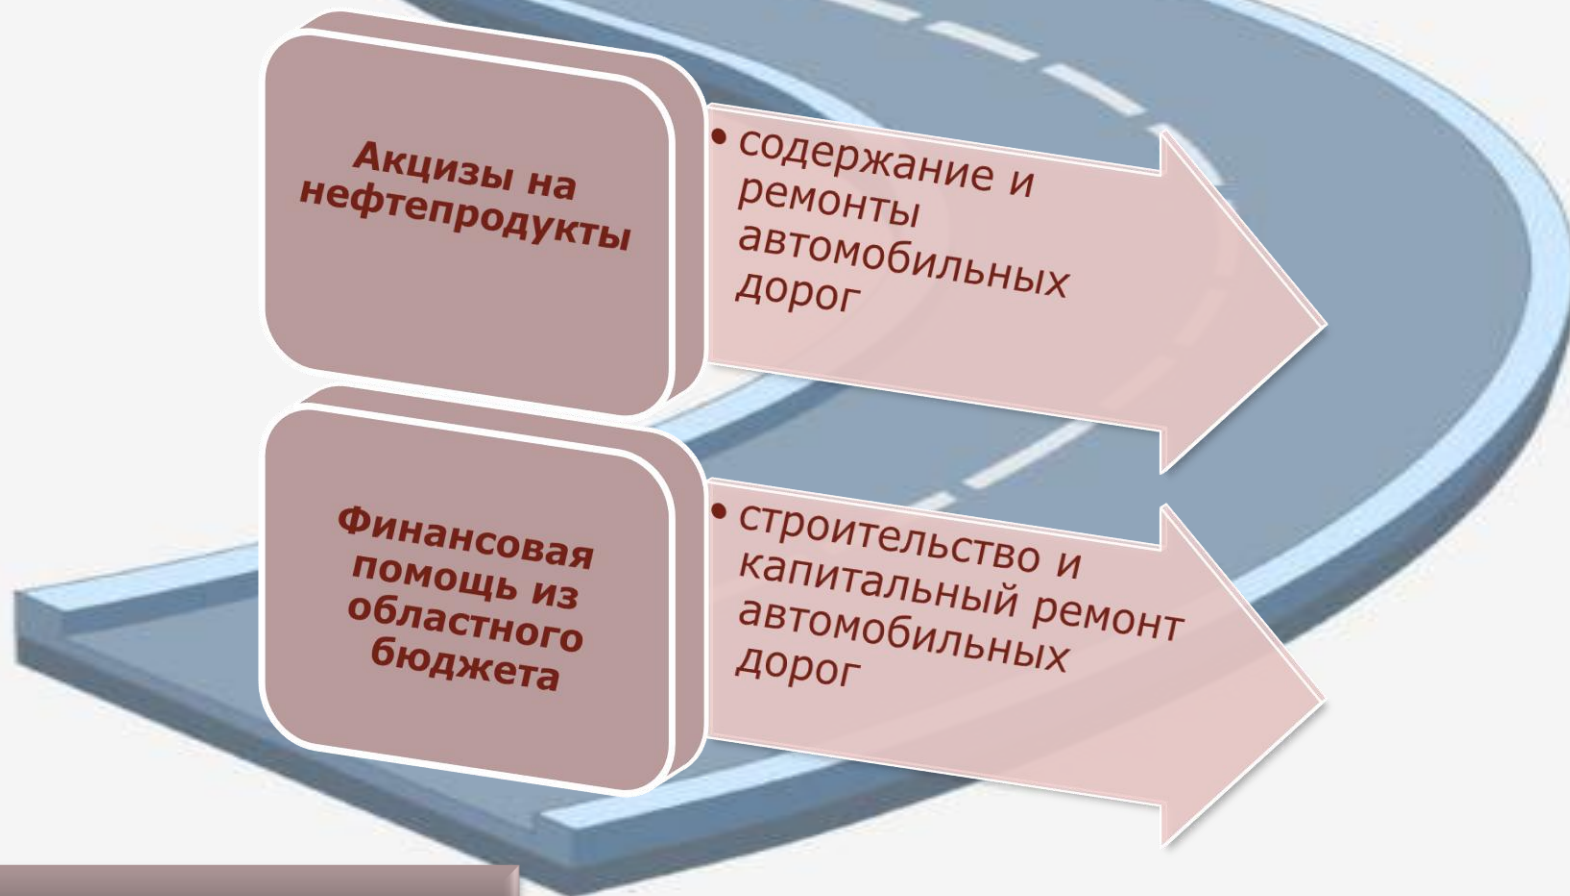 Акцизы на
нефтепродукты
• содержание и
ремонты
автомобильных
дорог
Финансовая
помощь из
областного
бюджета
• строительство и
капитальный ремонт
автомобильных
дорог